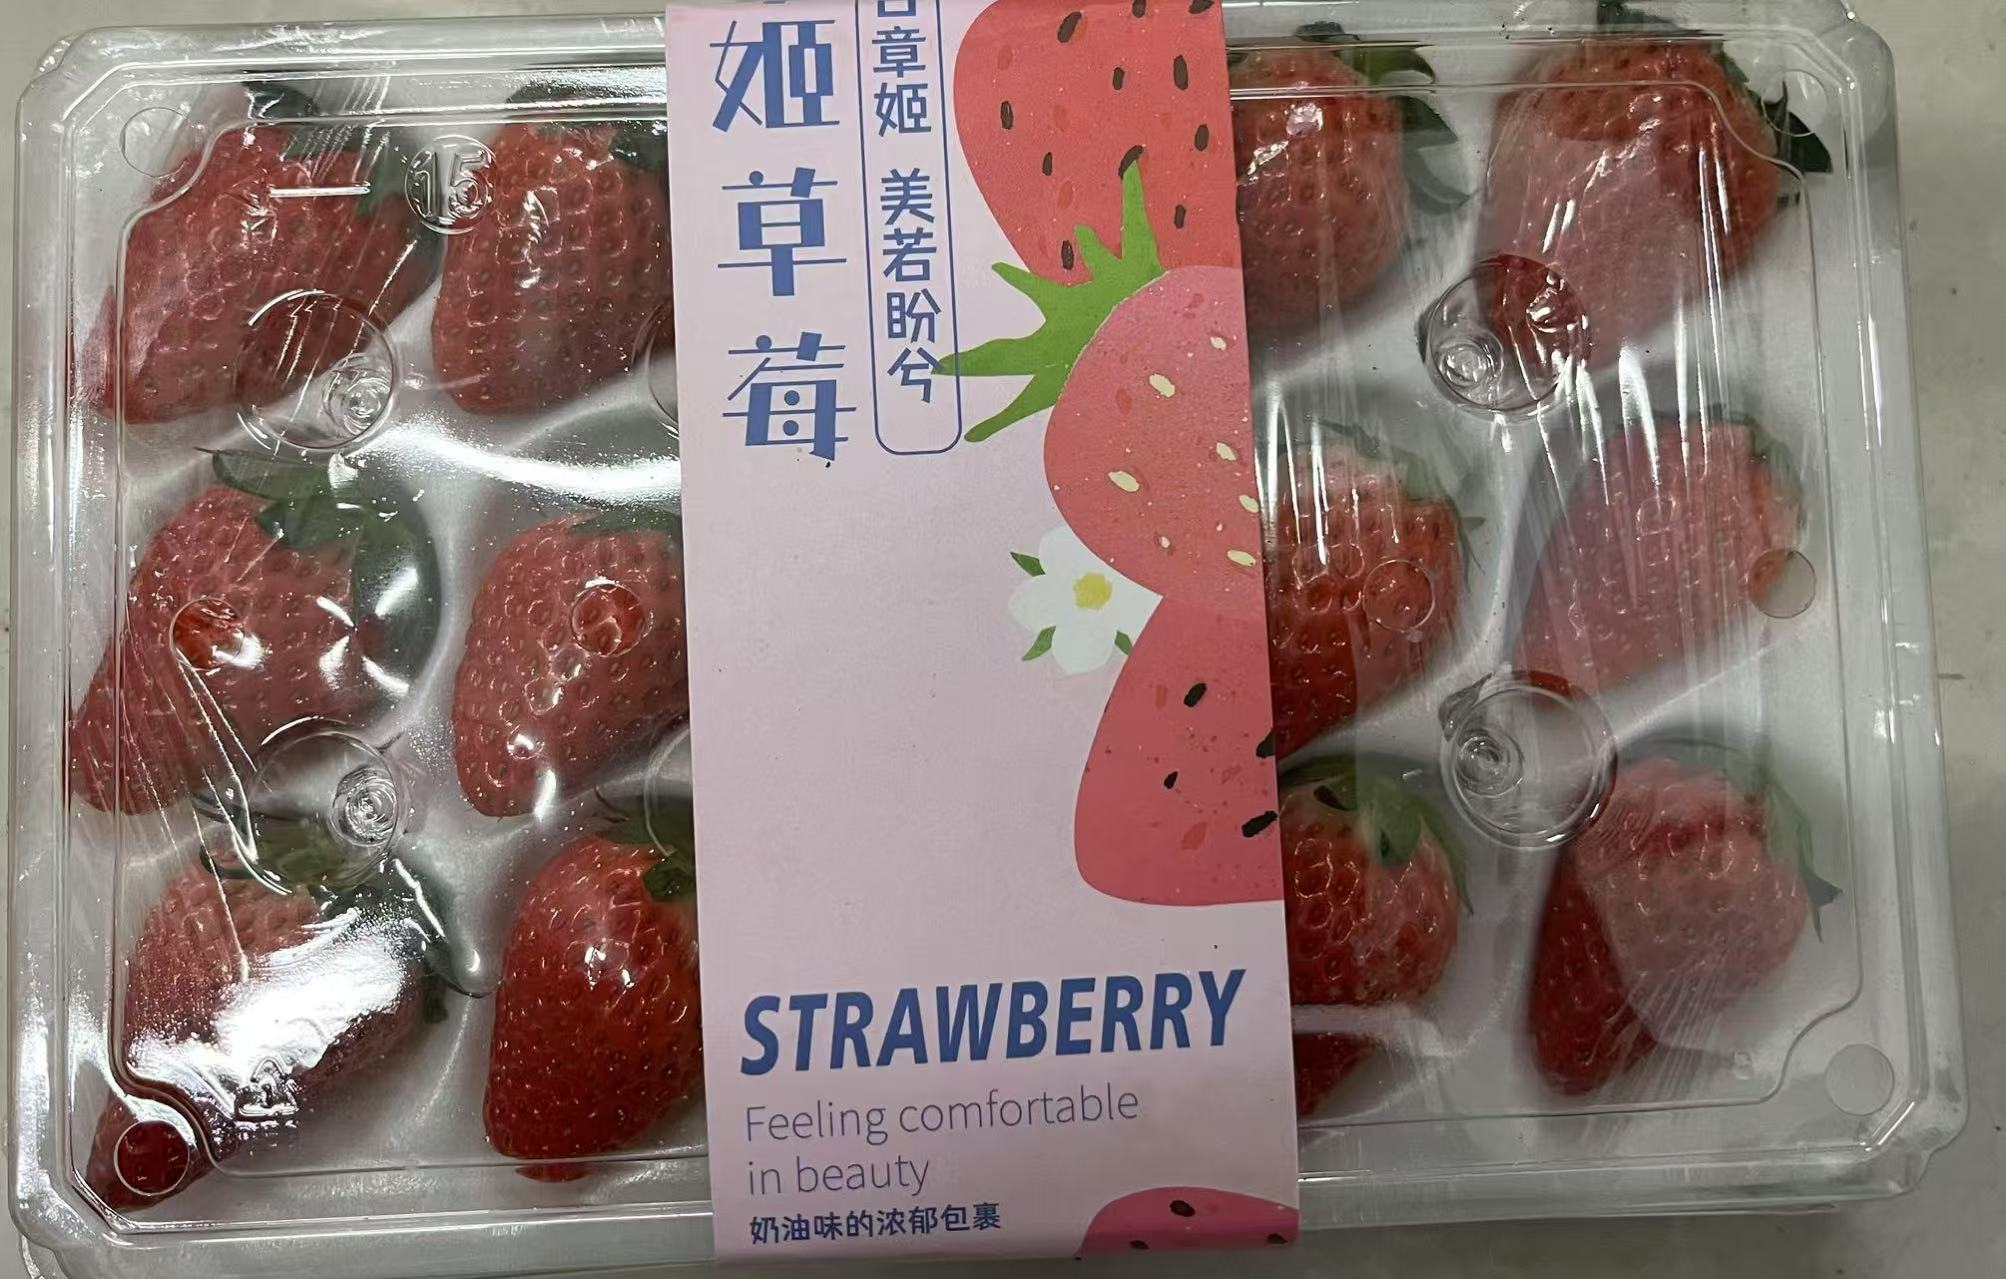 姬草莓
章姬 美若盼兮
15
STRAWBERRY
Feeling comfortable
in beauty
奶油味的浓郁包裹